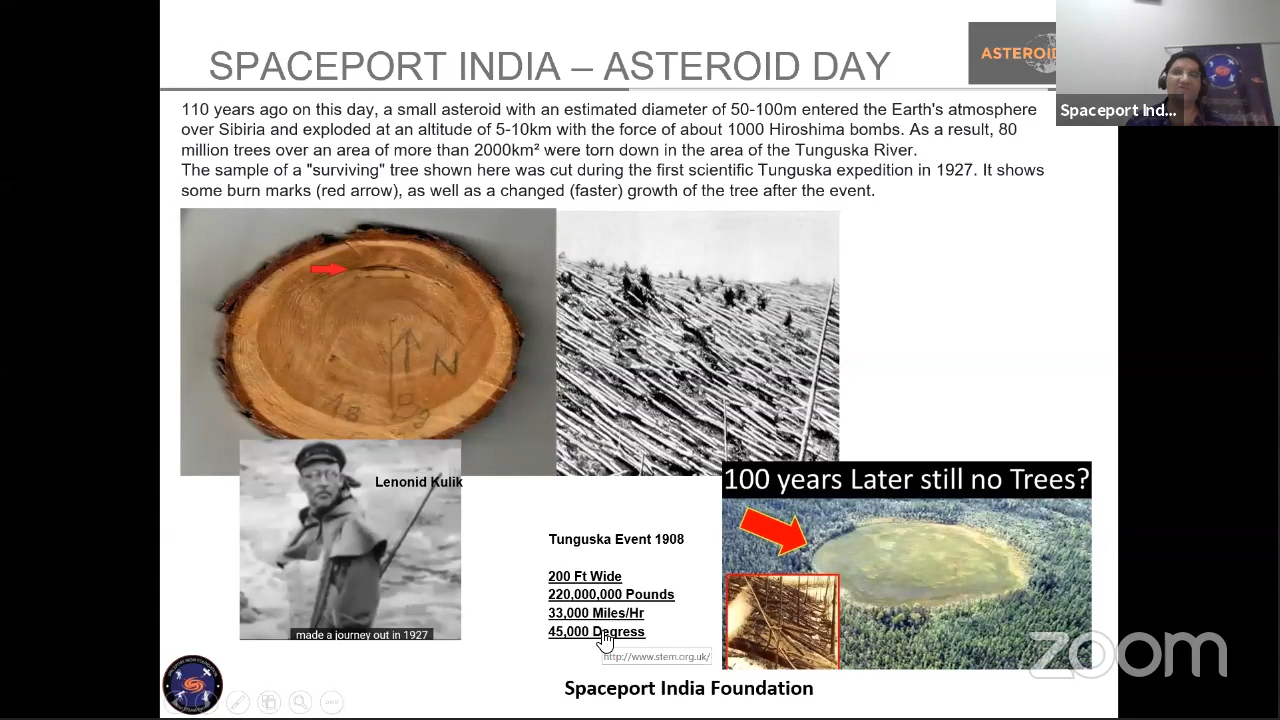 SPACEPORT INDIA – ASTEROID DAY
ASTEROID
Spaceport Ind...
110 years ago on this day, a small asteroid with an estimated diameter of 50-100m entered the Earth's atmosphere
over Sibiria and exploded at an altitude of 5-10km with the force of about 1000 Hiroshima bombs. As a result, 80
million trees over an area of more than 2000km² were torn down in the area of the Tunguska River.
The sample of a "surviving" tree shown here was cut during the first scientific Tunguska expedition in 1927. It shows
some burn marks (red arrow), as well as a changed (faster) growth of the tree after the event.
N
Lenonid Kulik
made a journey out in 1927
Tunguska Event 1908
200 Ft Wide
220,000,000 Pounds
33,000 Miles/Hr
45,000 Degress
http://www.stem.org.uk/
100 years Later still no Trees?
zoom
Spaceport India Foundation